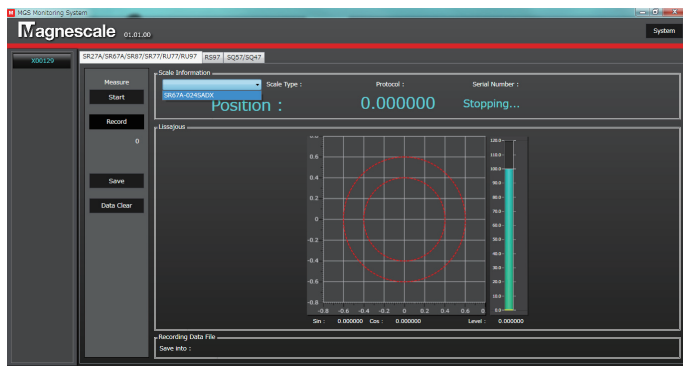 MGS Monitoring System
Magnescale 01.01.00
System
X00129
SR27A/SR67A/SR87/SR77/RU77/RU97 RS97 SQ57/SQ47
Measure
Start
Record
0
Save
Data Clear
Scale Information
Scale Type : Protocol : Serial Number :
SR67A-024SADX
Position : 0.000000 Stopping...
Lissajous
0.6
0.4
0.2
0
-0.2
-0.4
-0.6
-0.8
-0.8 -0.6 -0.4 -0.2 0 0.2 0.4 0.6
120.0
110.0
100.0
90.0
80.0
70.0
60.0
50.0
40.0
30.0
20.0
10.0
0.0
Sin : 0.000000 Cos : 0.000000 Level : 0.000000
Recording Data File
Save into :